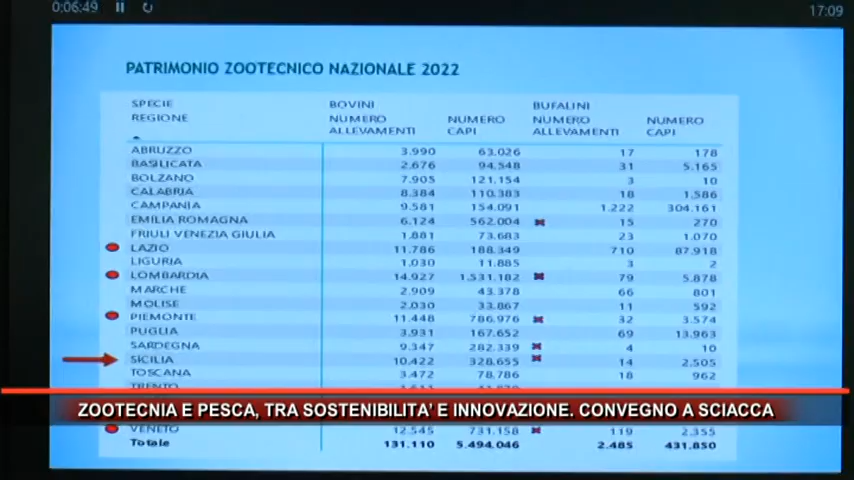 0:06:49
17:09
PATRIMONIO ZOOTECNICO NAZIONALE 2022
SPECIE BOVINI BUFALINI
REGIONE NUMERO ALLEVAMENTI NUMERO CAPI NUMERO ALLEVAMENTI NUMERO CAPI
ABRUZZO 3.990 63.026 17 178
BASILICATA 2.676 94.548 31 5.165
BOLZANO 7.905 121.154 3 10
CALABRIA 8.384 110.383 18 1.586
CAMPANIA 9.581 154.091 1.222 304.161
EMILIA ROMAGNA 6.124 562.004 15 270
FRIULI VENEZIA GIULIA 1.881 73.683 23 1.070
LAZIO 11.786 188.349 710 87.918
LIGURIA 1.030 11.885 3 2
LOMBARDIA 14.927 1.531.182 79 5.878
MARCHE 2.909 43.378 66 801
MOLISE 2.030 33.867 11 592
PIEMONTE 11.448 786.976 32 3.574
PUGLIA 3.931 167.652 69 13.963
SARDEGNA 9.347 282.339 4 10
SICILIA 10.422 328.655 14 2.505
TOSCANA 3.472 78.786 18 962
TRENTO
ZOOTECNIA E PESCA, TRA SOSTENIBILITA' E INNOVAZIONE. CONVEGNO A SCIACCA
VENETO 12.545 731.158 119 2.355
Totale 131.110 5.494.046 2.485 431.850